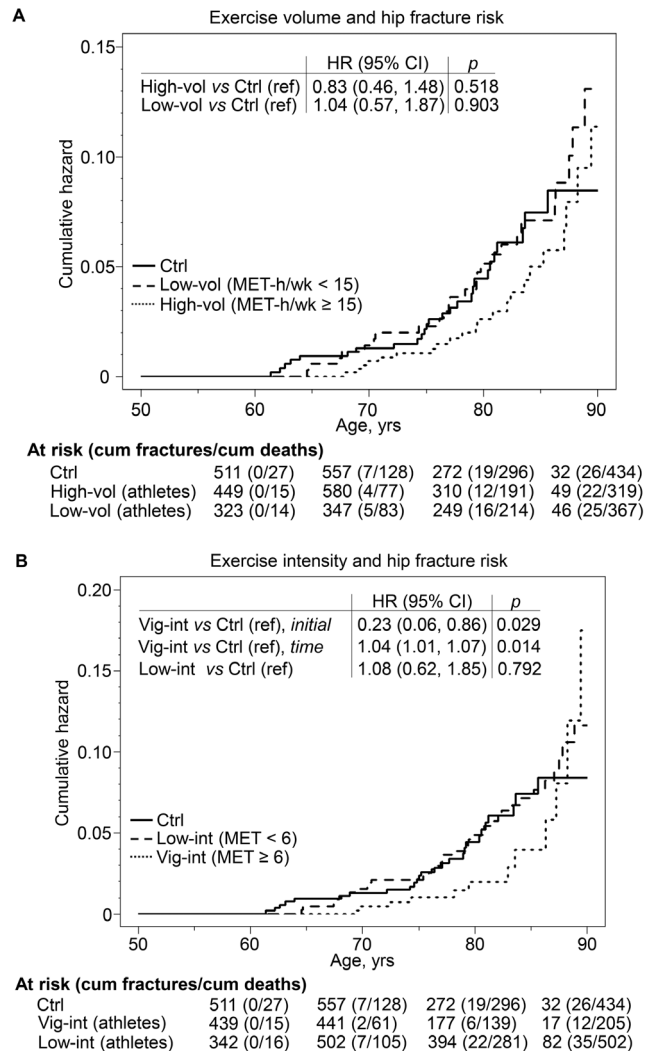 A
Exercise volume and hip fracture risk
0.15
HR (95% CI) p
High-vol vs Ctrl (ref) 0.83 (0.46, 1.48) 0.518
Low-vol vs Ctrl (ref) 1.04 (0.57, 1.87) 0.903
0.10
Cumulative hazard
0.05
Ctrl
Low-vol (MET-h/wk < 15)
High-vol (MET-h/wk ≥ 15)
0
50 60 70 80 90
Age, yrs
At risk (cum fractures/cum deaths)
Ctrl 511 (0/27) 557 (7/128) 272 (19/296) 32 (26/434)
High-vol (athletes) 449 (0/15) 580 (4/77) 310 (12/191) 49 (22/319)
Low-vol (athletes) 323 (0/14) 347 (5/83) 249 (16/214) 46 (25/367)
B
Exercise intensity and hip fracture risk
0.20
HR (95% CI) p
Vig-int vs Ctrl (ref), initial 0.23 (0.06, 0.86) 0.029
Vig-int vs Ctrl (ref), time 1.04 (1.01, 1.07) 0.014
Low-int vs Ctrl (ref) 1.08 (0.62, 1.85) 0.792
0.15
0.10
Cumulative hazard
0.05
Ctrl
Low-int (MET < 6)
Vig-int (MET ≥ 6)
0
50 60 70 80 90
Age, yrs
At risk (cum fractures/cum deaths)
Ctrl 511 (0/27) 557 (7/128) 272 (19/296) 32 (26/434)
Vig-int (athletes) 439 (0/15) 441 (2/61) 177 (6/139) 17 (12/205)
Low-int (athletes) 342 (0/16) 502 (7/105) 394 (22/281) 82 (35/502)